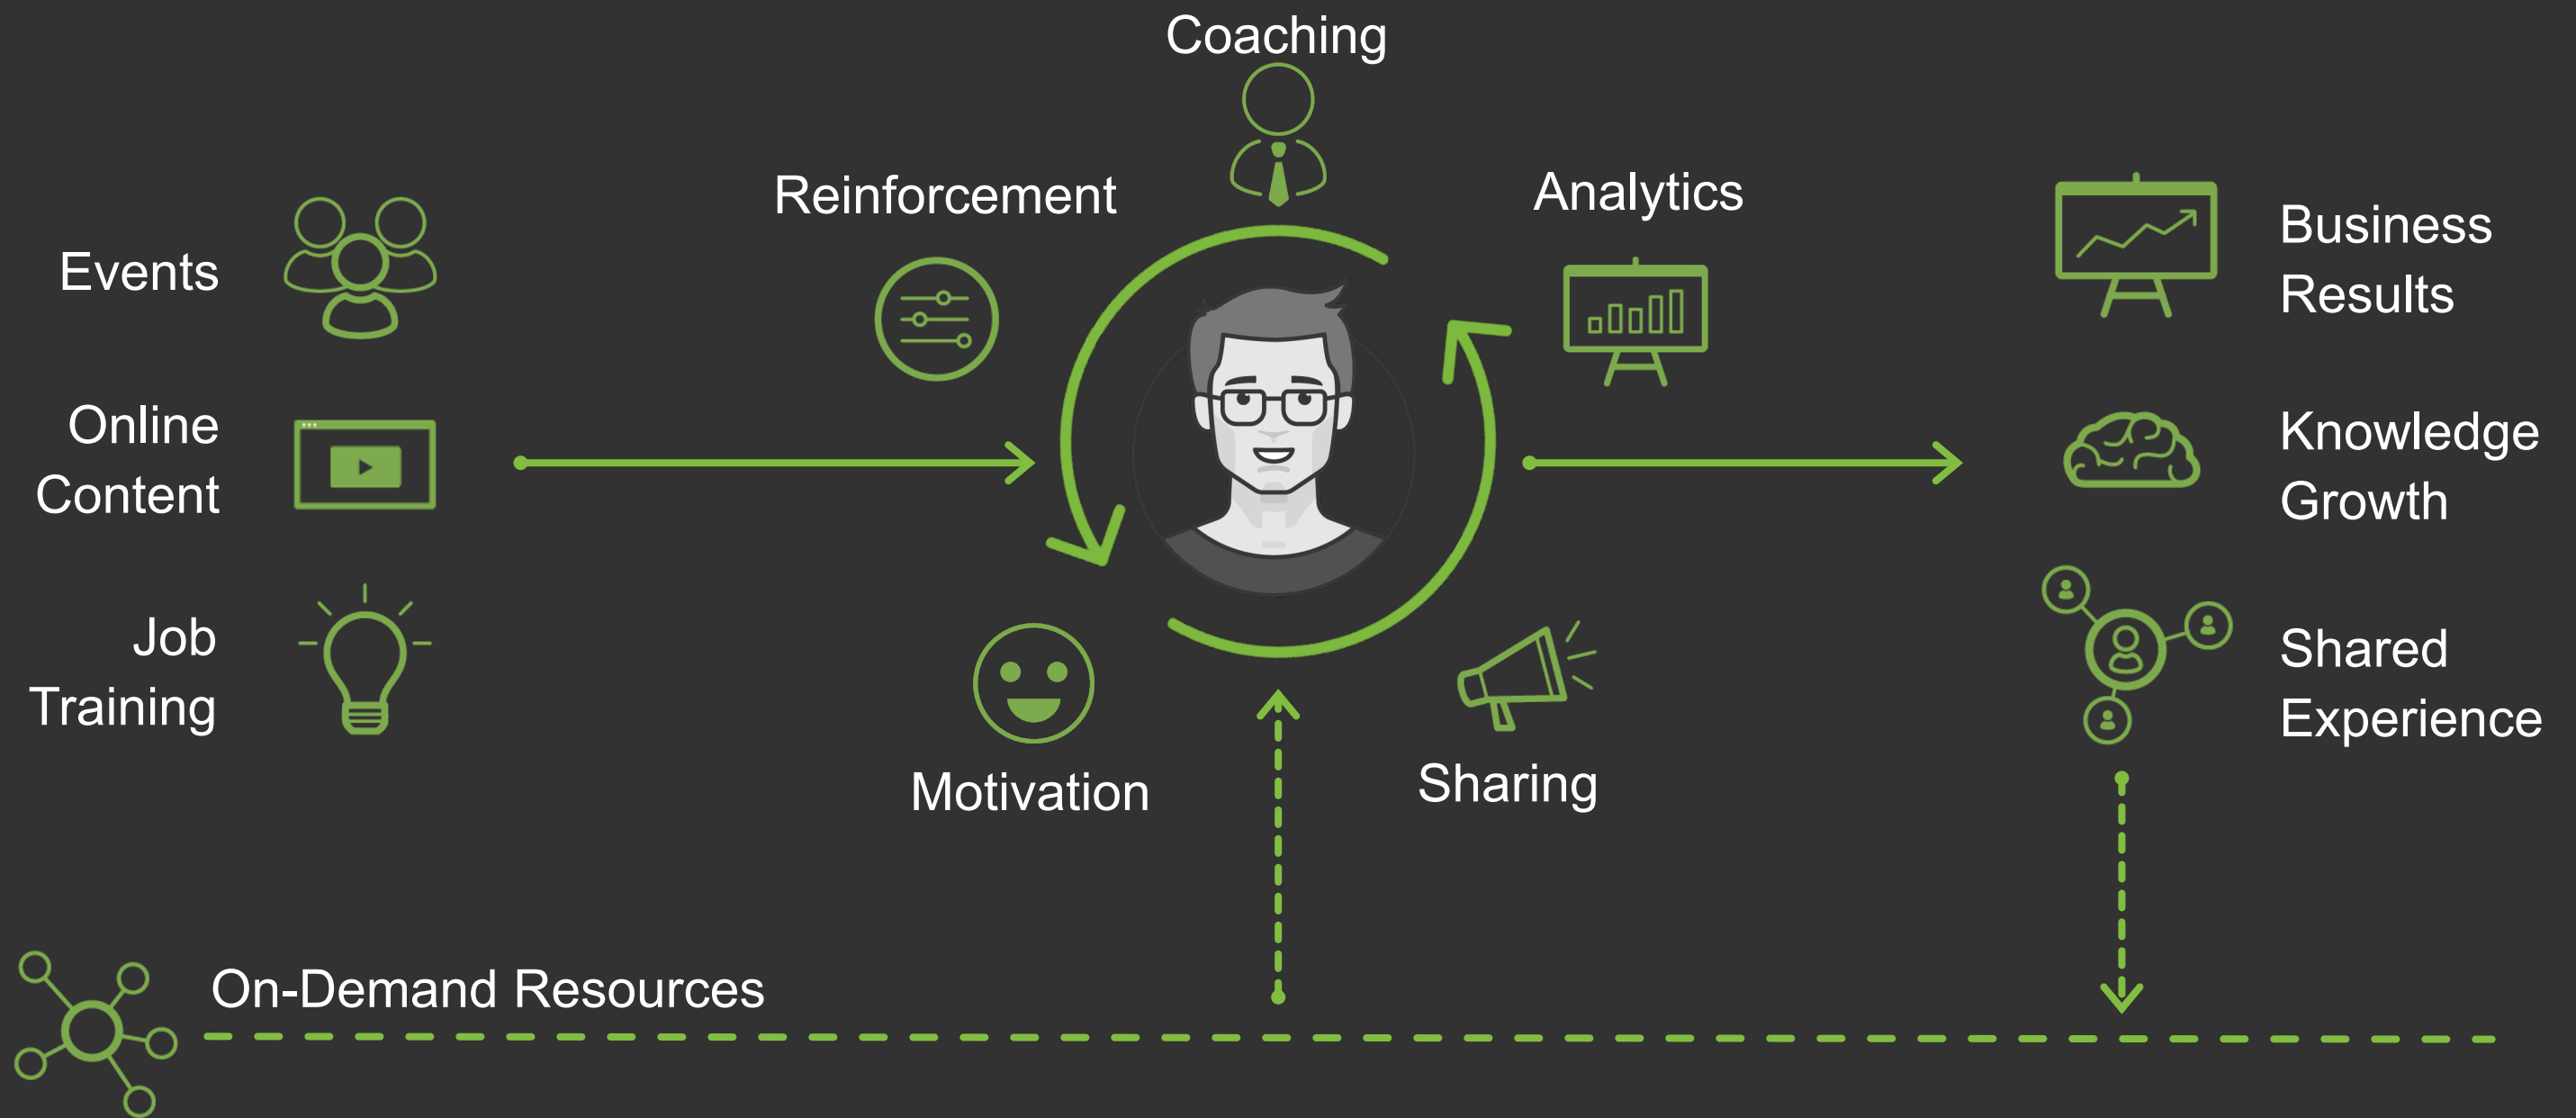 Coaching
Reinforcement
Analytics
Events
Online
Content
Job
Training
Motivation
Sharing
Business
Results
Knowledge
Growth
Shared
Experience
On-Demand Resources